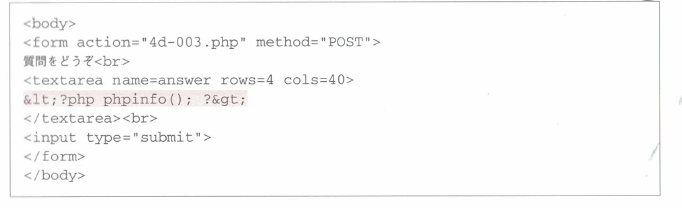 <body>
<form action="4d-003.php" method="POST">
質問をどうぞ<br>
<textarea name=answer rows=4 cols=40>
&lt;?php phpinfo(); ?&gt;
</textarea><br>
<input type="submit">
</form>
</body>